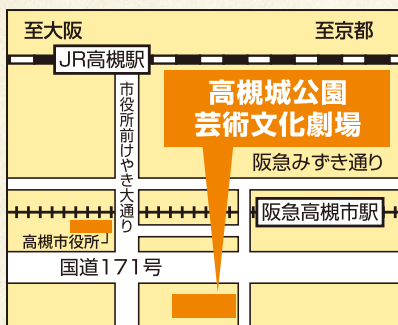 至大阪
至京都
JR高槻駅
高槻城公園
芸術文化劇場
市役所前けやき大通り
阪急みずき通り
阪急高槻市駅
高槻市役所
国道171号